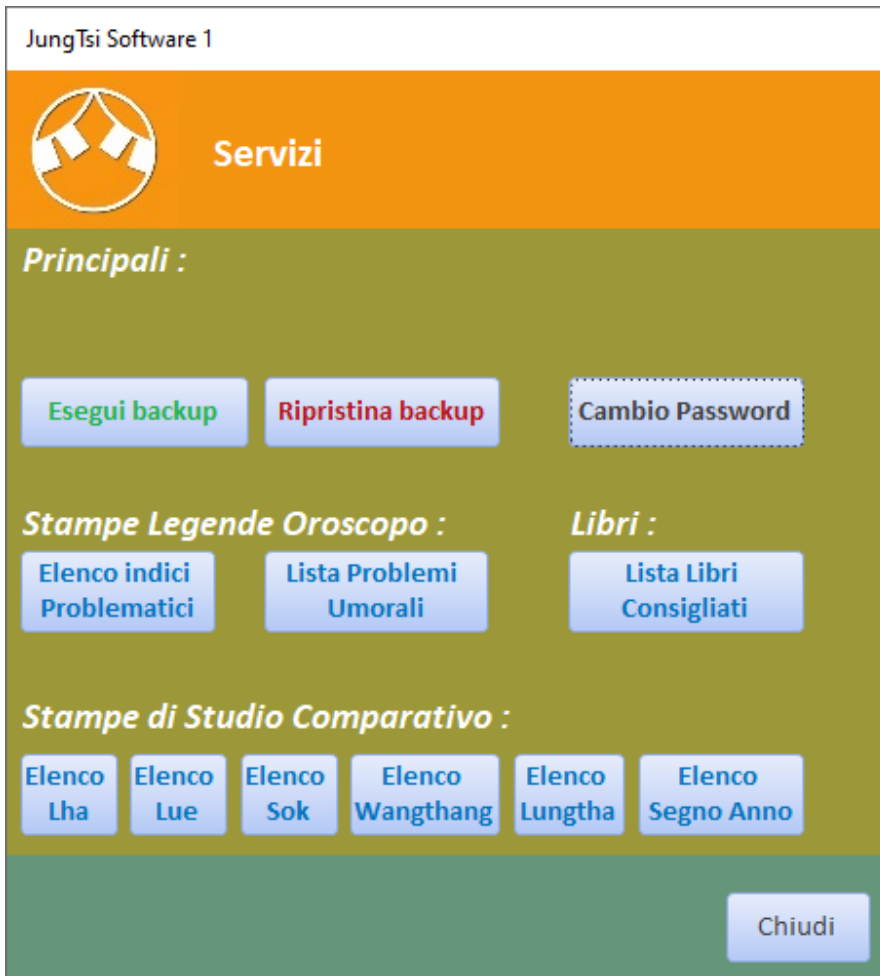 JungTsi Software 1
Servizi
Principali :
Esegui backup
Ripristina backup
Cambio Password
Stampe Legende Oroscopo :
Libri :
Elenco indici
Problematici
Lista Problemi
Umorali
Lista Libri
Consigliati
Stampe di Studio Comparativo :
Elenco
Lha
Elenco
Lue
Elenco
Sok
Elenco
Wangthang
Elenco
Lungtha
Elenco
Segno Anno
Chiudi